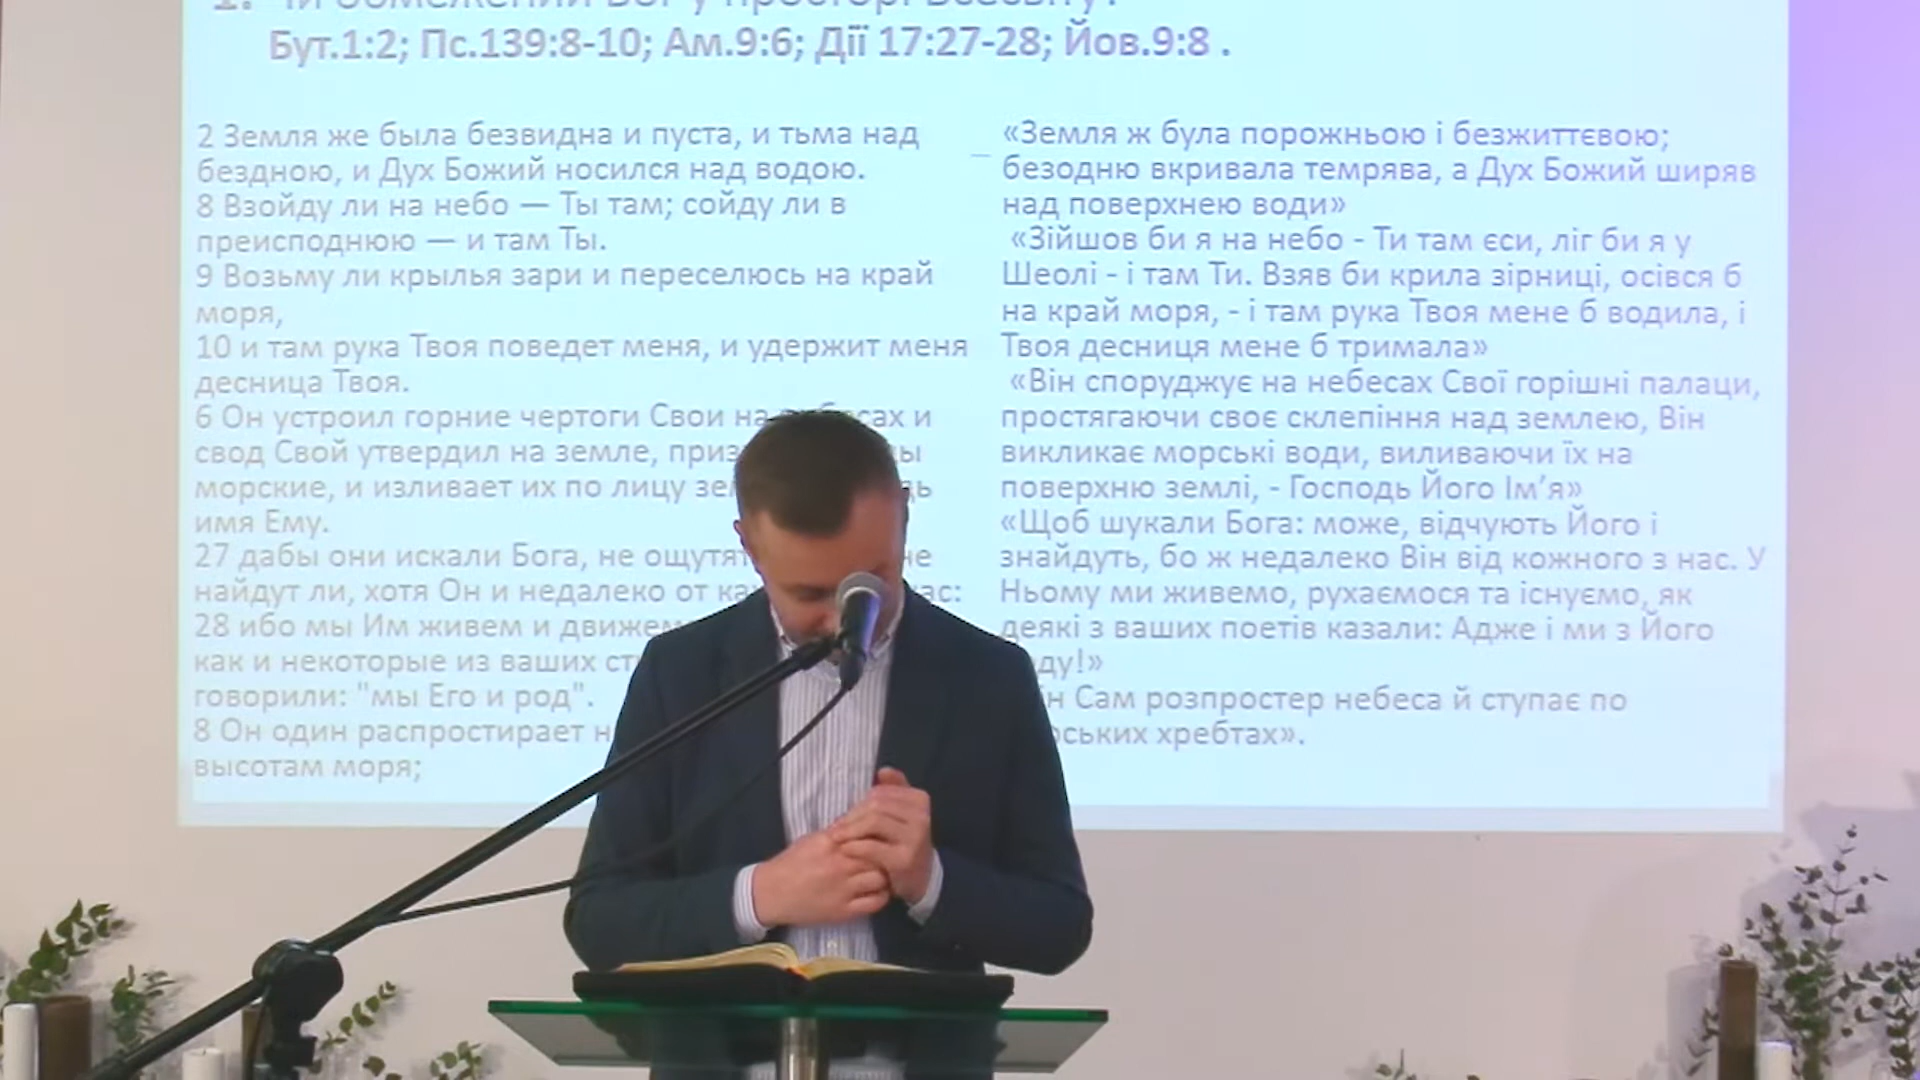 1. Чи обмежений Бог у просторі Всесвіту?
Бут.1:2; Пс.139:8-10; Ам.9:6; Дії 17:27-28; Йов.9:8 .
2 Земля же была безвидна и пуста, и тьма над
бездною, и Дух Божий носился над водою.
8 Взойду ли на небо — Ты там; сойду ли в
преисподнюю — и там Ты.
9 Возьму ли крылья зари и переселюсь на край
моря,
10 и там рука Твоя поведет меня, и удержит меня
десница Твоя.
6 Он устроил горние чертоги Свои на и
свод Свой утвердил на земле,
морские, и изливает их по лицу
имя Ему.
27 дабы они искали Бога, не
найдут ли, хотя Он и недалеко от
28 ибо мы Им живем и
как и некоторые из ваших
говорили: "мы Его и род".
8 Он один распростирает
высотам моря;
«Земля ж була порожньою і безжиттєвою;
безодню вкривала темрява, а Дух Божий ширяв
над поверхнею води»
«Зійшов би я на небо - Ти там єси, ліг би я у
Шеолі - і там Ти. Взяв би крила зірниці, осівся б
на край моря, - і там рука Твоя мене б водила, і
Твоя десниця мене б тримала»
«Він споруджує на небесах Свої горішні палаци,
простягаючи своє склепіння над землею, Він
викликає морські води, виливаючи їх на
поверхню землі, - Господь Його Ім’я»
«Щоб шукали Бога: може, відчують Його і
знайдуть, бо ж недалеко Він від кожного з нас. У
Ньому ми живемо, рухаємося та існуємо, як
деякі з ваших поетів казали: Адже і ми з Його
Сам розпростер небеса й ступає по
хребтах».